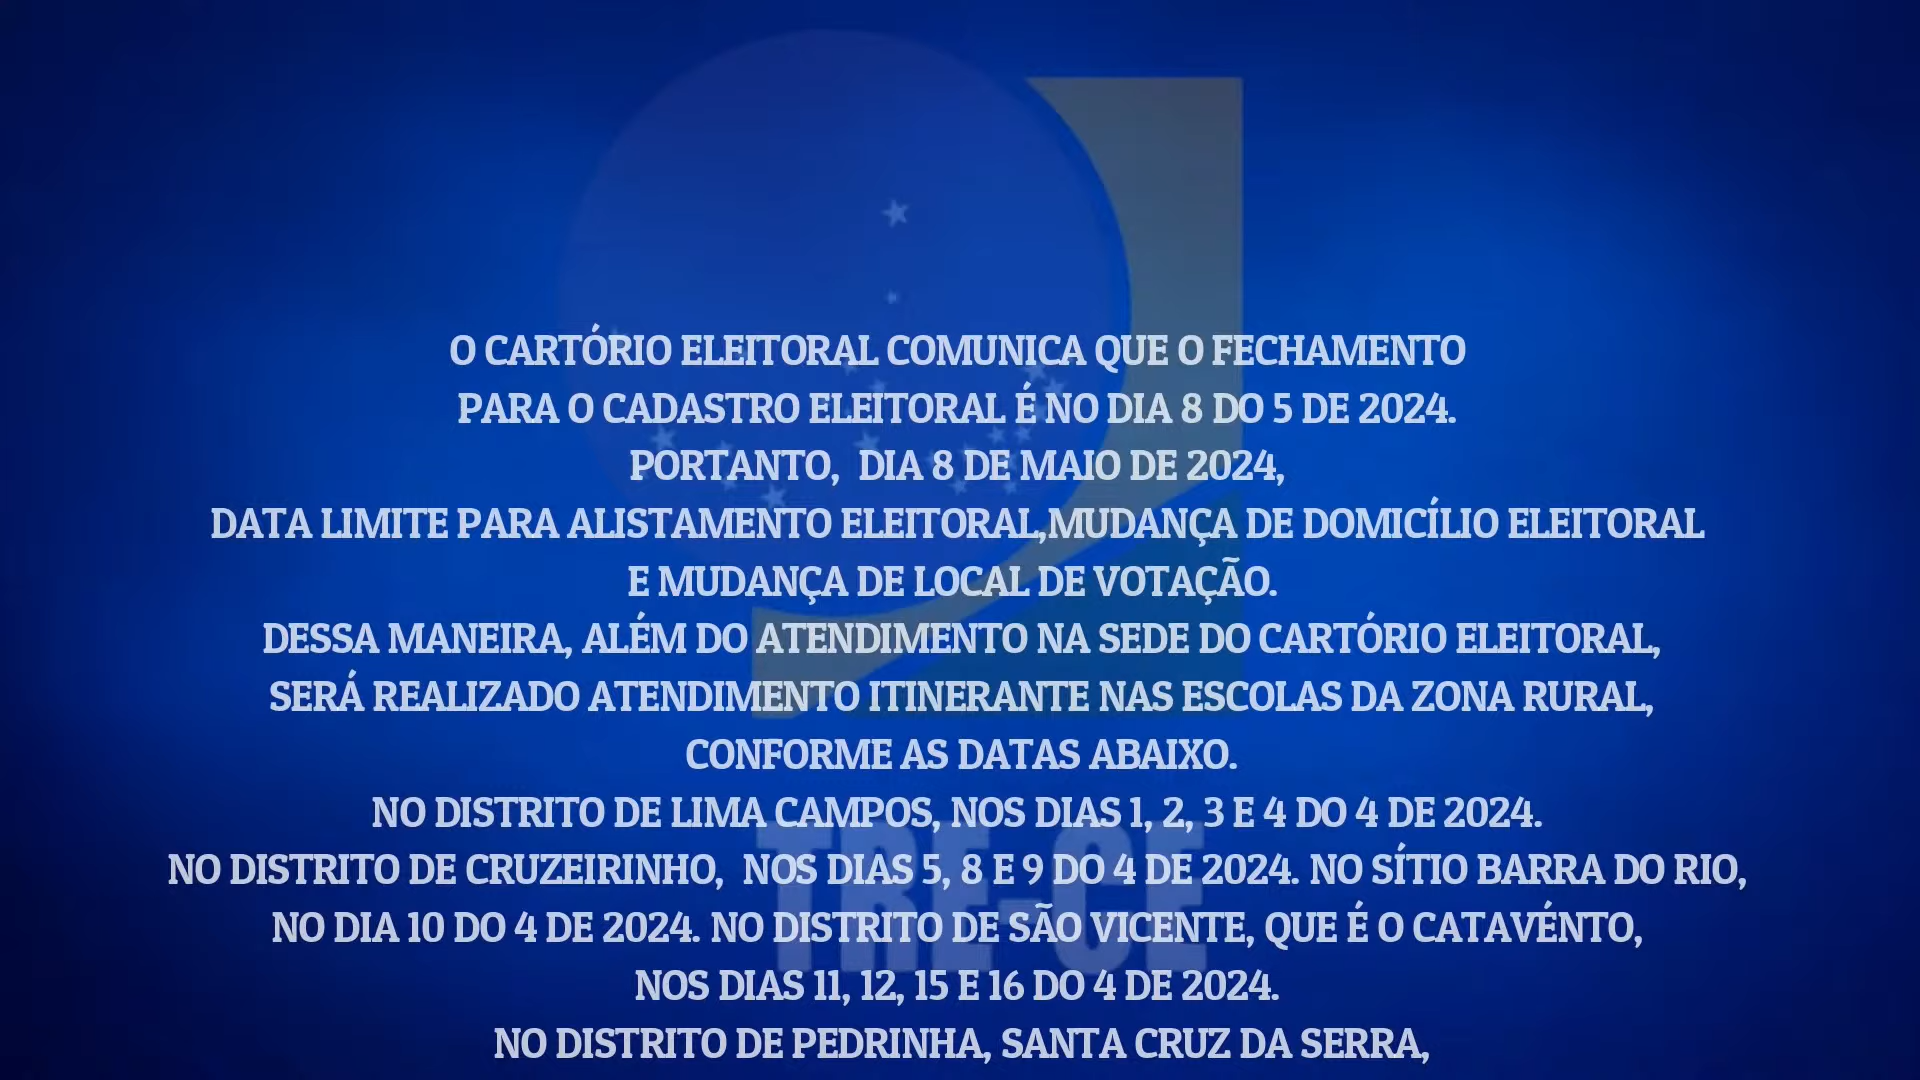 O CARTÓRIO ELEITORAL COMUNICA QUE O FECHAMENTO
PARA O CADASTRO ELEITORAL É NO DIA 8 DO 5 DE 2024.
PORTANTO, DIA 8 DE MAIO DE 2024,
DATA LIMITE PARA ALISTAMENTO ELEITORAL,MUDANÇA DE DOMICÍLIO ELEITORAL
E MUDANÇA DE LOCAL DE VOTAÇÃO.
DESSA MANEIRA, ALÉM DO ATENDIMENTO NA SEDE DO CARTÓRIO ELEITORAL,
SERÁ REALIZADO ATENDIMENTO ITINERANTE NAS ESCOLAS DA ZONA RURAL,
CONFORME AS DATAS ABAIXO.
NO DISTRITO DE LIMA CAMPOS, NOS DIAS 1, 2, 3 E 4 DO 4 DE 2024.
NO DISTRITO DE CRUZEIRINHO, NOS DIAS 5, 8 E 9 DO 4 DE 2024. NO SÍTIO BARRA DO RIO,
NO DIA 10 DO 4 DE 2024. NO DISTRITO DE SÃO VICENTE, QUE É O CATAVÉNTO,
TRE-CE
NOS DIAS 11, 12, 15 E 16 DO 4 DE 2024.
NO DISTRITO DE PEDRINHA, SANTA CRUZ DA SERRA,